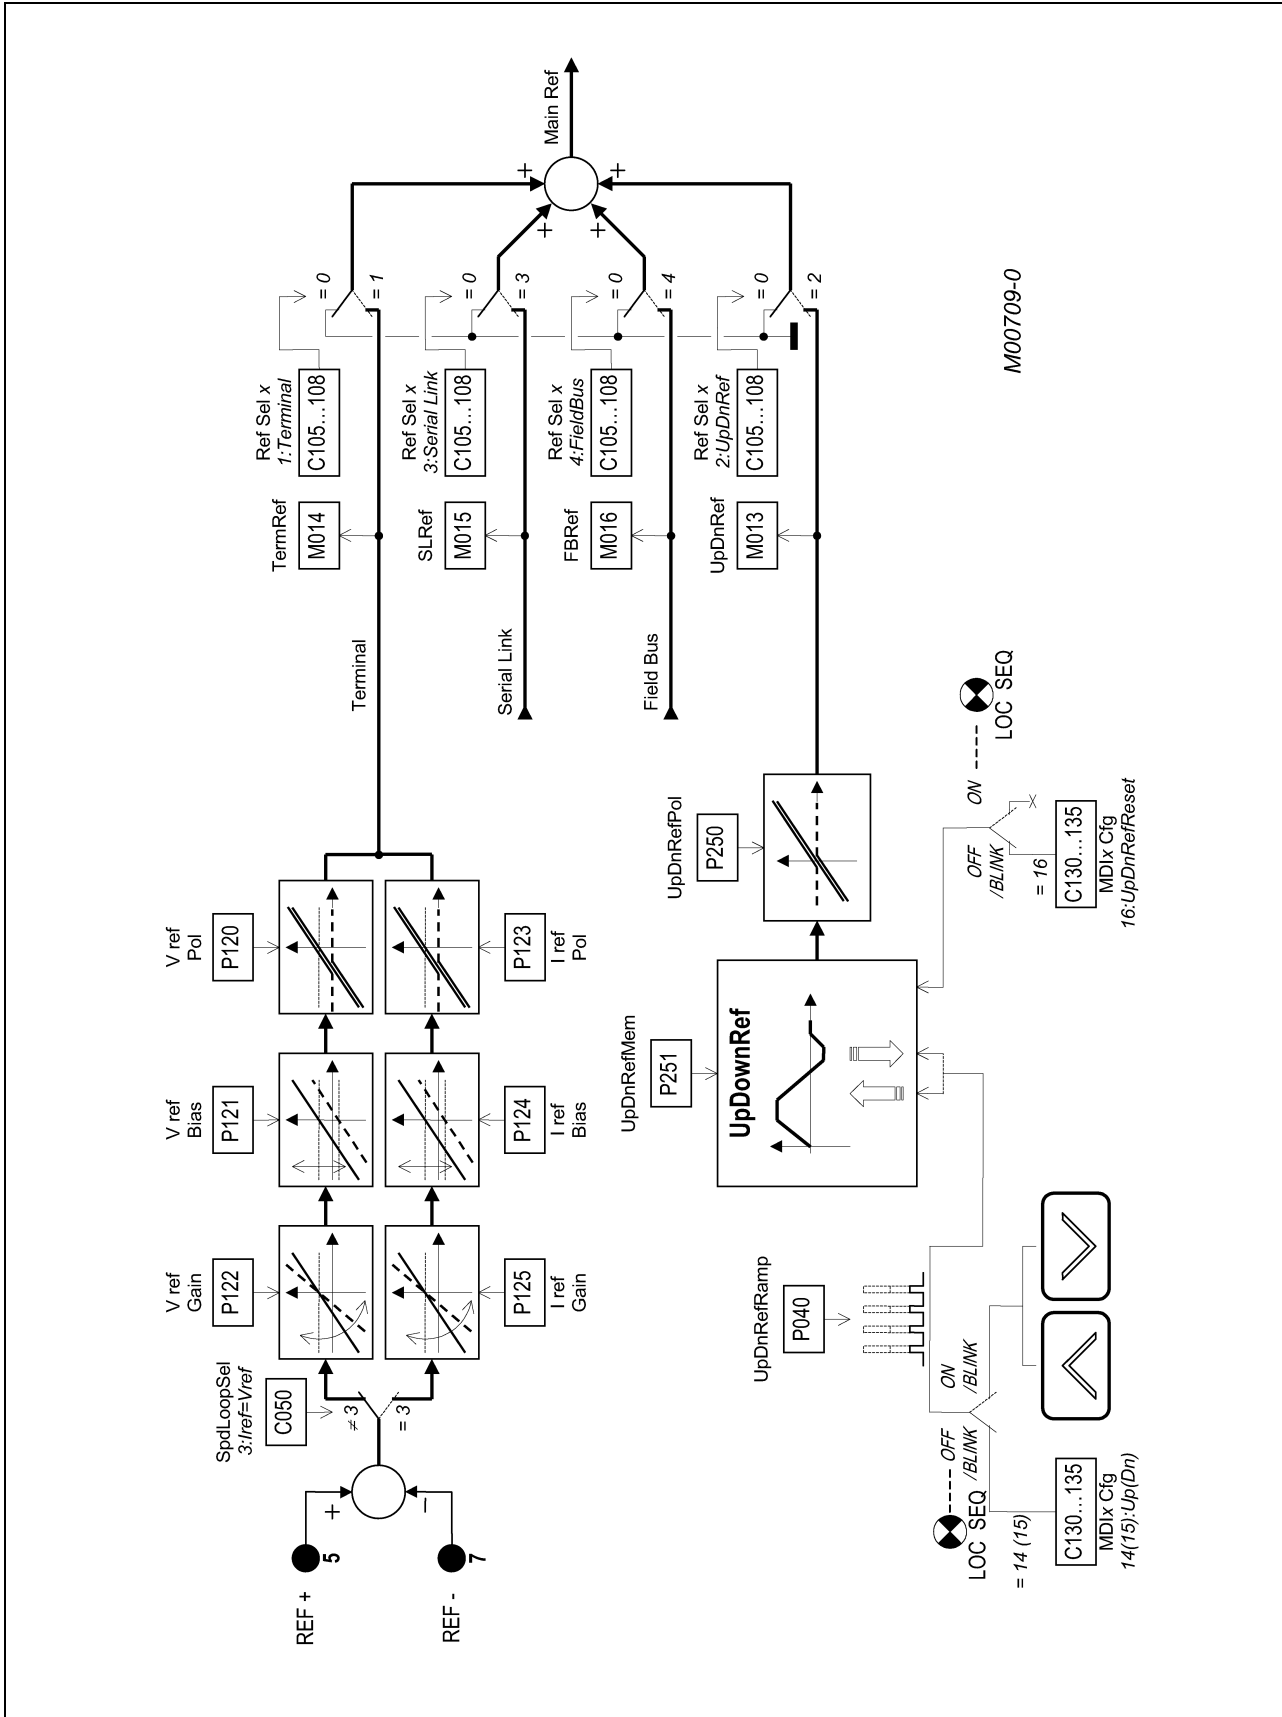 REF +
5
REF -
7
+
–
SpdLoopSel
3:Iref=Vref
C050
≠ 3
= 3
V ref
Gain
P122
P125
I ref
Gain
V ref
Bias
P121
P124
I ref
Bias
V ref
Pol
P120
P123
I ref
Pol
Terminal
Serial Link
Field Bus
TermRef
M014
SLRef
M015
FBRef
M016
UpDnRef
M013
Ref Sel x
1:Terminal
C105...108
= 0
= 1
Ref Sel x
3:Serial Link
C105...108
= 0
= 3
Ref Sel x
4:FieldBus
C105...108
= 0
= 4
Ref Sel x
2:UpDnRef
C105...108
= 0
= 2
+
+
+
+
Main Ref
UpDnRefRamp
P040
UpDnRefMem
P251
UpDownRef
UpDnRefPol
P250
LOC SEQ
OFF
/BLINK
ON
/BLINK
= 14 (15)
C130...135
MDIx Cfg
14(15):Up(Dn)
OFF
/BLINK
ON
LOC SEQ
= 16
C130...135
MDIx Cfg
16:UpDnRefReset
M00709-0